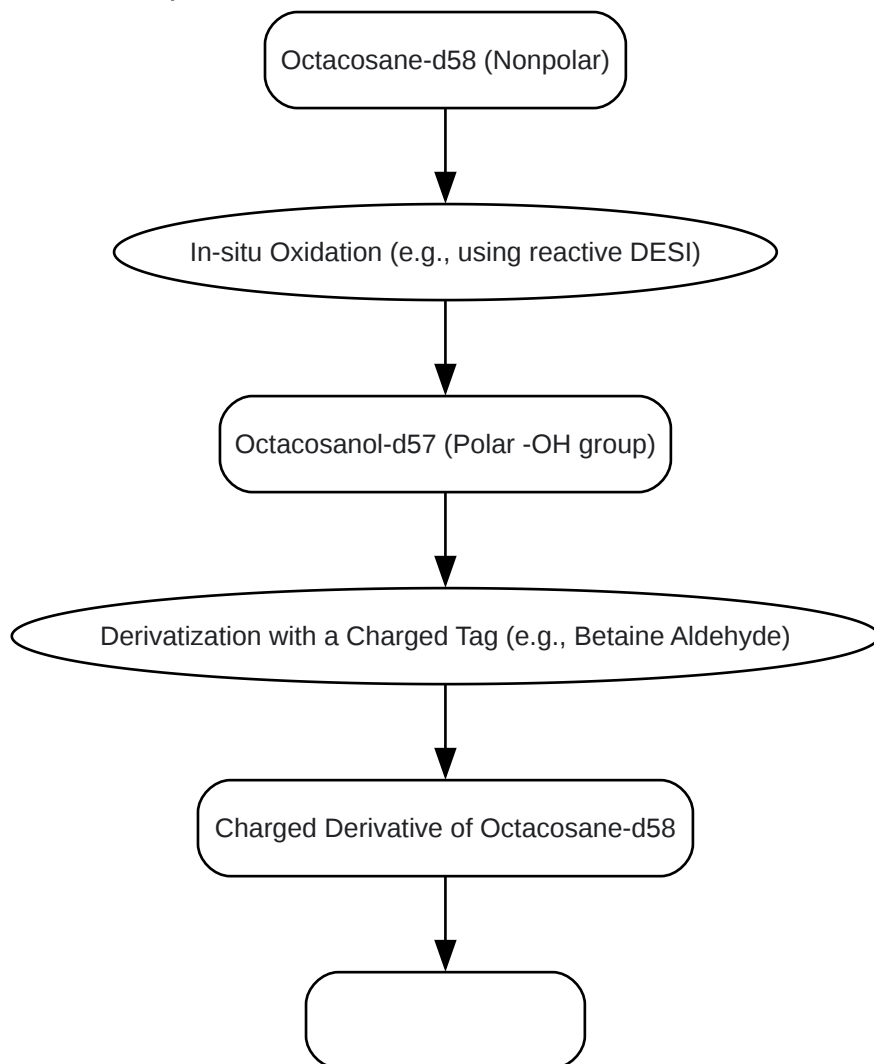 Octacosane-d58 (Nonpolar)
In-situ Oxidation (e.g., using reactive DESI)
Octacosanol-d57 (Polar -OH group)
Derivatization with a Charged Tag (e.g., Betaine Aldehyde)
Charged Derivative of Octacosane-d58